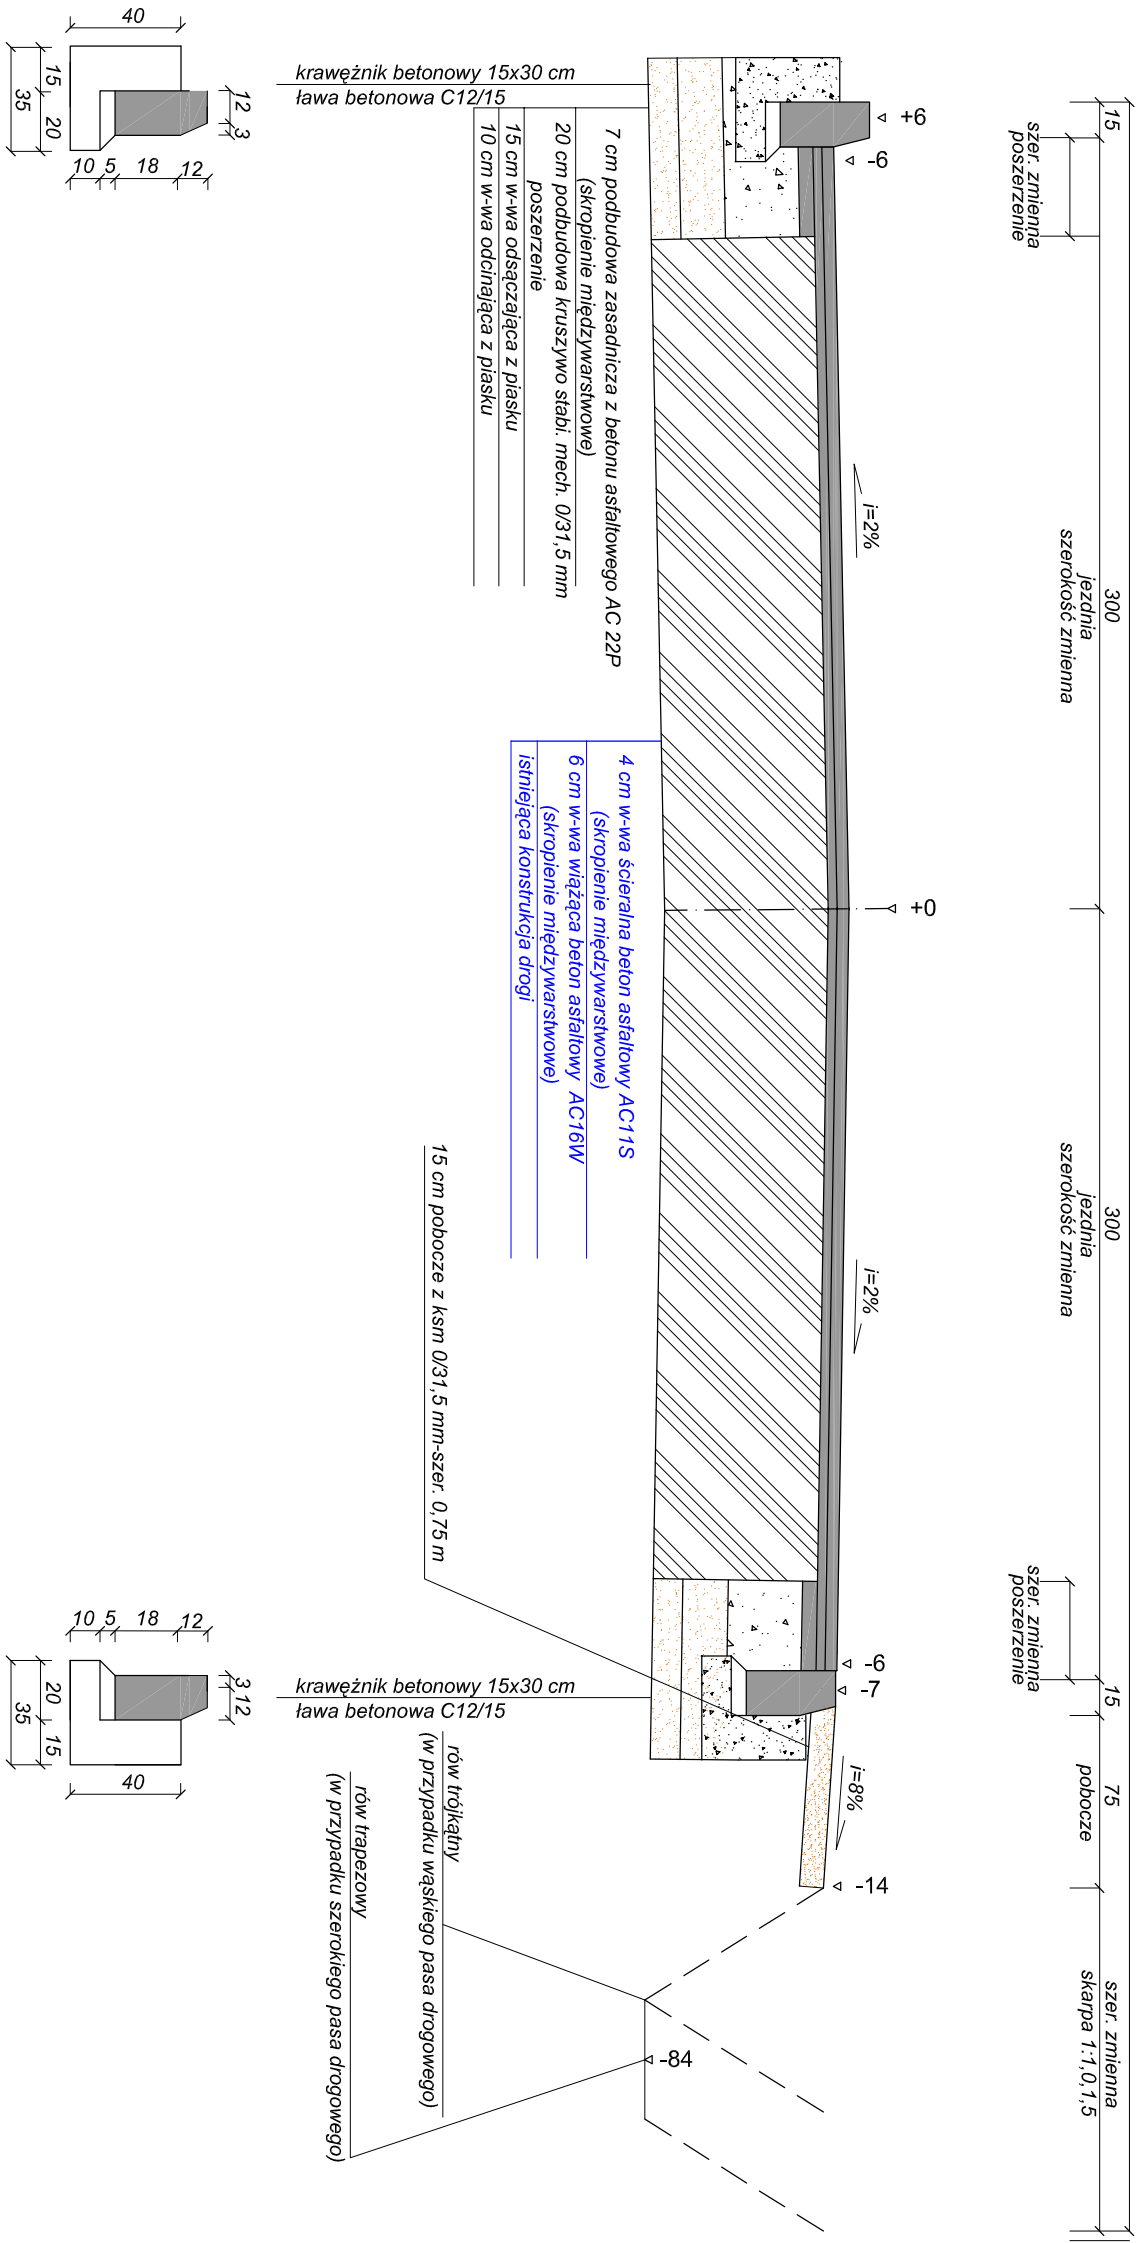 15
szer. zmienna
poszerzenie
300
jezdnia
szerokość zmienna
300
jezdnia
szerokość zmienna
szer. zmienna
poszerzenie
15
75
pobocze
szer. zmienna
skarpa 1:1,0,1,5
+6
-6
i=2%
+0
i=2%
-6
-7
i=8%
-14
-84
krawężnik betonowy 15x30 cm
ława betonowa C12/15
7 cm podbudowa zasadnicza z betonu asfaltowego AC 22P
(skropienie międzywarstwowe)
20 cm podbudowa kruszywo stabi. mech. 0/31,5 mm
poszerzenie
15 cm w-wa odsączająca z piasku
10 cm w-wa odcinająca z piasku
4 cm w-wa ścieralna beton asfaltowy AC11S
(skropienie międzywarstwowe)
6 cm w-wa wiążąca beton asfaltowy AC16W
(skropienie międzywarstwowe)
istniejąca konstrukcja drogi
15 cm pobocze z ksm 0/31,5 mm-szer. 0,75 m
krawężnik betonowy 15x30 cm
ława betonowa C12/15
rów trójkątny
(w przypadku wąskiego pasa drogowego)
rów trapezowy
(w przypadku szerokiego pasa drogowego)
40
15
20
35
12
3
10
5
18
12
10
5
18
12
3
12
20
15
35
40